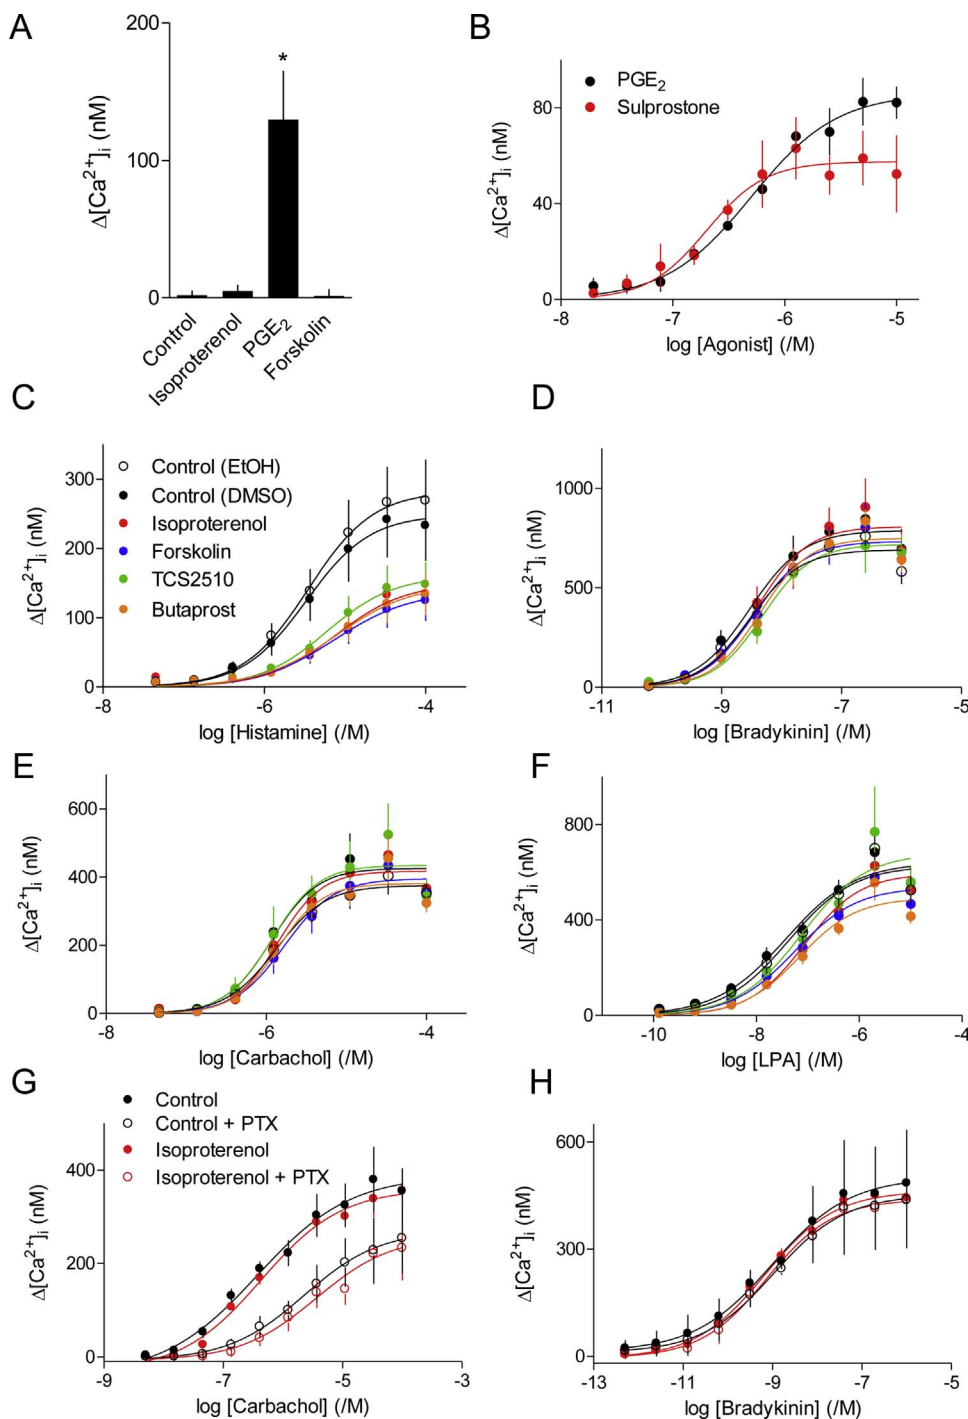 A
200
100
0
Δ[Ca²⁺]ᵢ (nM)
*
Control
Isoproterenol
PGE₂
Forskolin
B
PGE₂
Sulprostone
80
40
0
Δ[Ca²⁺]ᵢ (nM)
-8 -7 -6 -5
log [Agonist] (/M)
C
Control (EtOH)
Control (DMSO)
Isoproterenol
Forskolin
TCS2510
Butaprost
300
200
100
0
Δ[Ca²⁺]ᵢ (nM)
-8 -6 -4
log [Histamine] (/M)
D
1000
500
0
Δ[Ca²⁺]ᵢ (nM)
-11 -9 -7 -5
log [Bradykinin] (/M)
E
600
400
200
0
Δ[Ca²⁺]ᵢ (nM)
-8 -6 -4
log [Carbachol] (/M)
F
800
400
0
Δ[Ca²⁺]ᵢ (nM)
-10 -8 -6 -4
log [LPA] (/M)
G
Control
Control + PTX
Isoproterenol
Isoproterenol + PTX
400
200
0
Δ[Ca²⁺]ᵢ (nM)
-9 -7 -5 -3
log [Carbachol] (/M)
H
600
300
0
Δ[Ca²⁺]ᵢ (nM)
-13 -11 -9 -7 -5
log [Bradykinin] (/M)